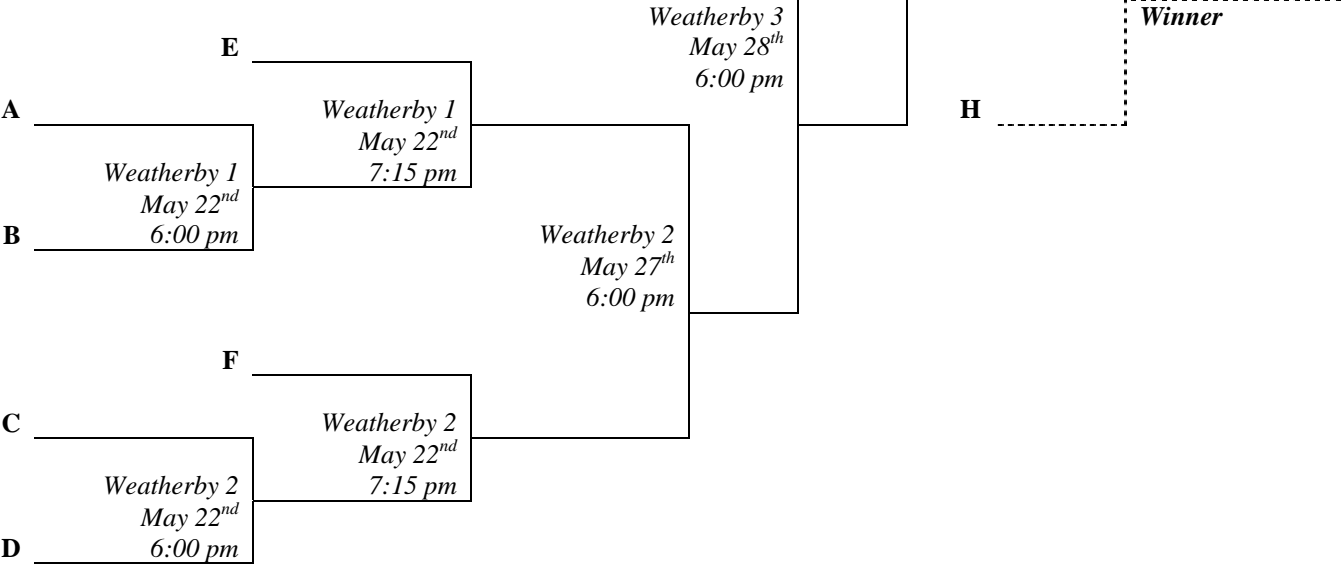 Weatherby 3
May 28th
6:00 pm
Winner
E
A
Weatherby 1
May 22nd
7:15 pm
H
Weatherby 1
May 22nd
6:00 pm
B
Weatherby 2
May 27th
6:00 pm
F
C
Weatherby 2
May 22nd
7:15 pm
Weatherby 2
May 22nd
6:00 pm
D